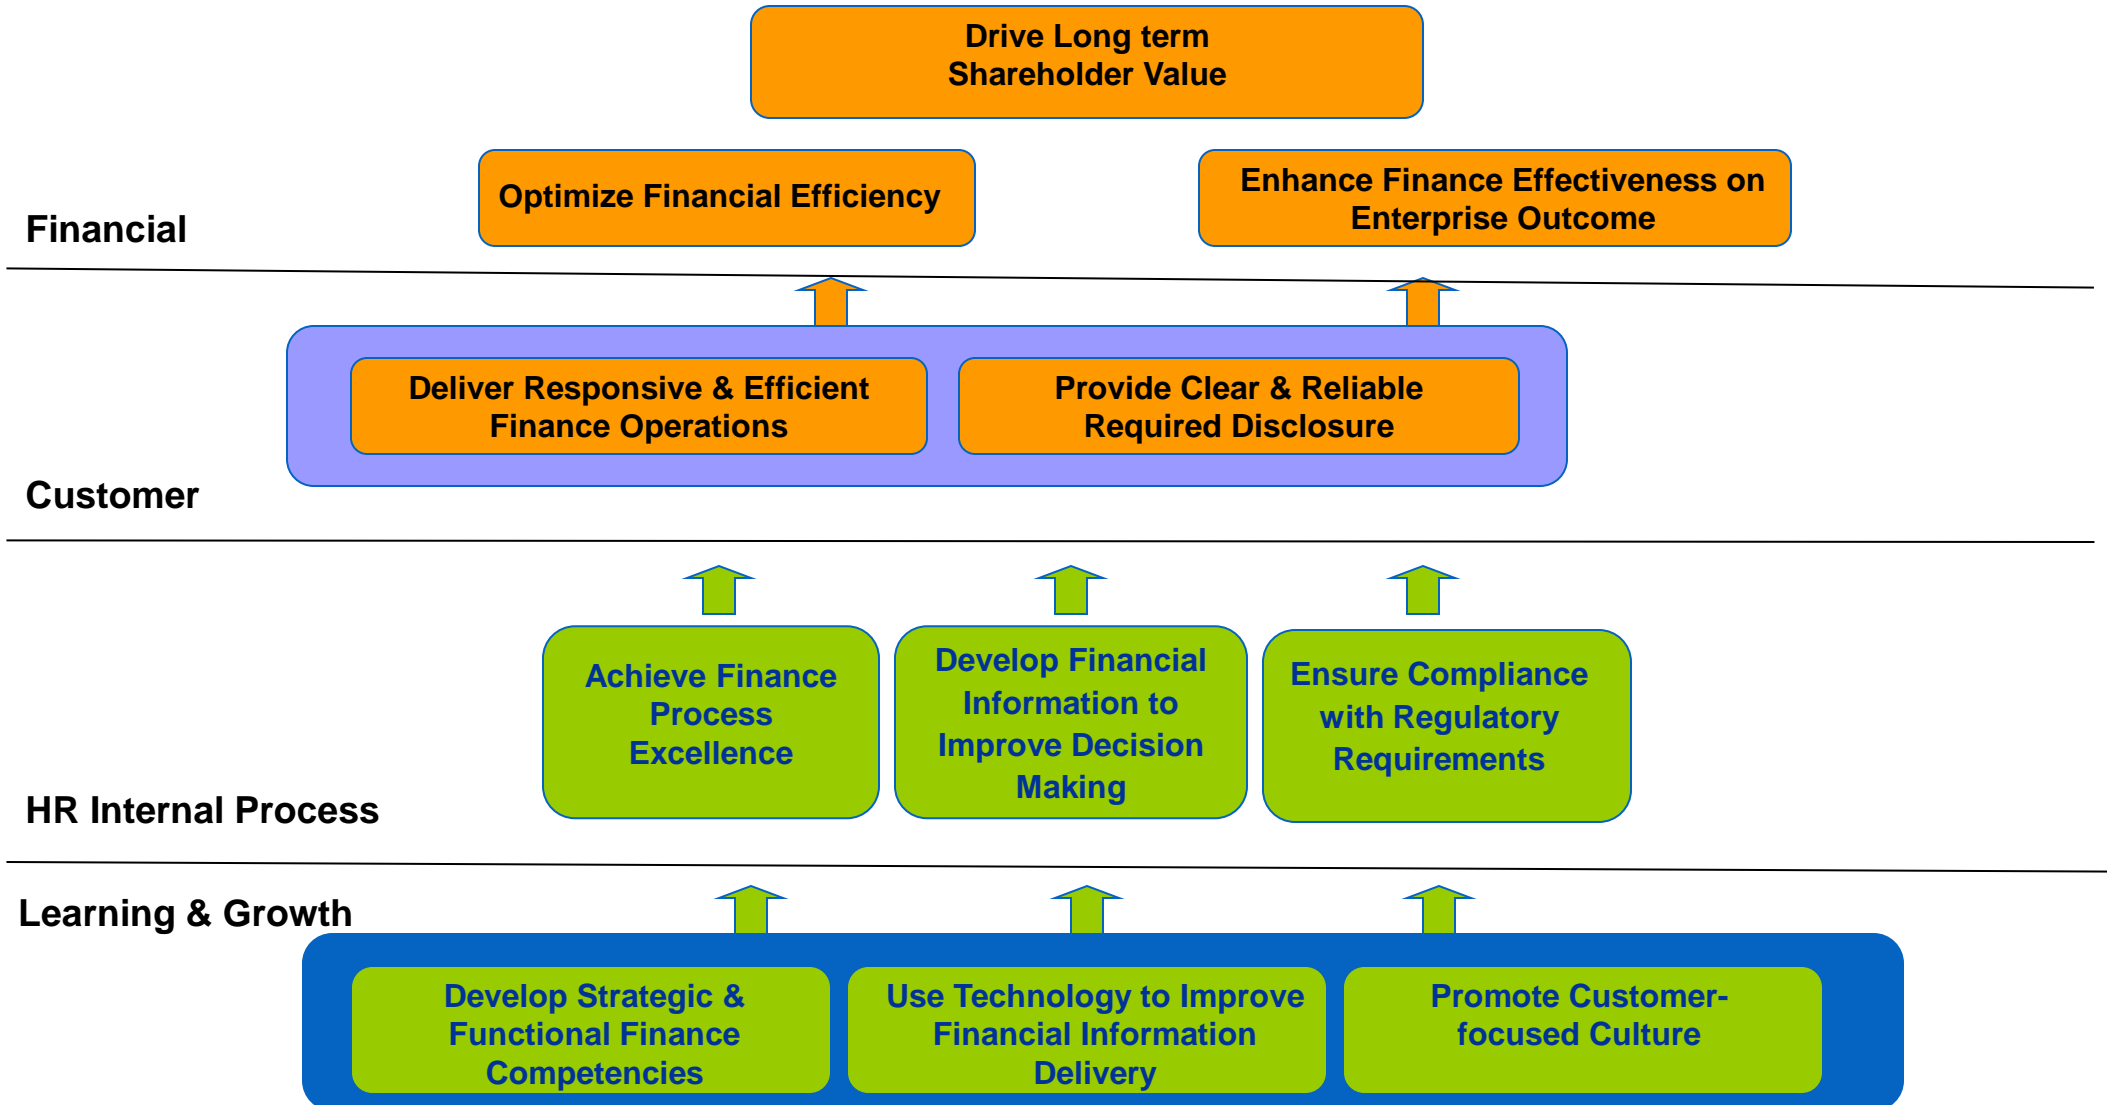 Drive Long term
Shareholder Value
Optimize Financial Efficiency
Enhance Finance Effectiveness on
Enterprise Outcome
Financial
Deliver Responsive & Efficient
Finance Operations
Provide Clear & Reliable
Required Disclosure
Customer
Achieve Finance
Process
Excellence
Develop Financial
Information to
Improve Decision
Making
Ensure Compliance
with Regulatory
Requirements
HR Internal Process
Learning & Growth
Develop Strategic &
Functional Finance
Competencies
Use Technology to Improve
Financial Information
Delivery
Promote Customer-
focused Culture